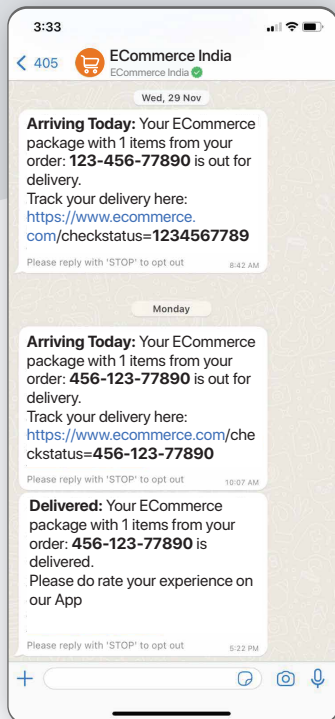 3:33
405
ECommerce India
ECommerce India
Wed, 29 Nov
Arriving Today: Your ECommerce
package with 1 items from your
order: 123-456-77890 is out for
delivery.
Track your delivery here:
https://www.ecommerce.
com/checkstatus=1234567789
Please reply with 'STOP' to opt out
8:42 AM
Monday
Arriving Today: Your ECommerce
package with 1 items from your
order: 456-123-77890 is out for
delivery.
Track your delivery here:
https://www.ecommerce.com/che
ckstatus=456-123-77890
Please reply with 'STOP' to opt out
10:07 AM
Delivered: Your ECommerce
package with 1 items from your
order: 456-123-77890 is
delivered.
Please do rate your experience on
our App
Please reply with 'STOP' to opt out
5:22 PM